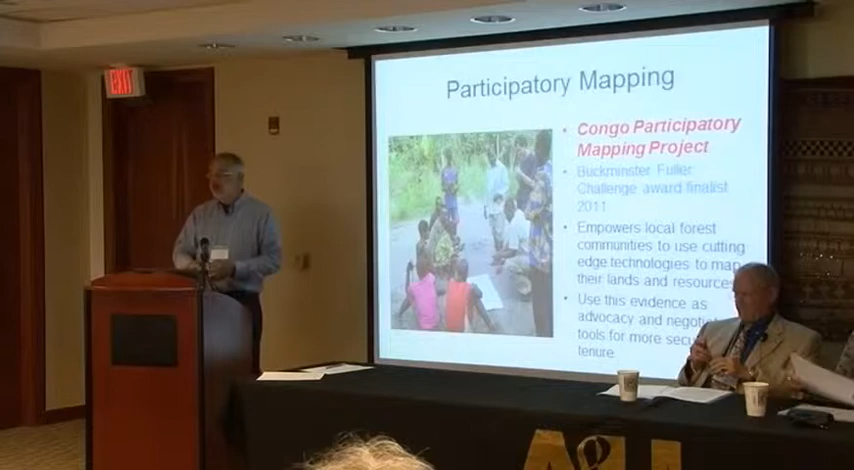 EXIT
Participatory Mapping
• Congo Participatory
Mapping Project
• Buckminster Fuller
Challenge award finalist
2011
• Empowers local forest
communities to use cutting
edge technologies to map
their lands and resources
• Use this evidence as
advocacy and
tools for more
tenure